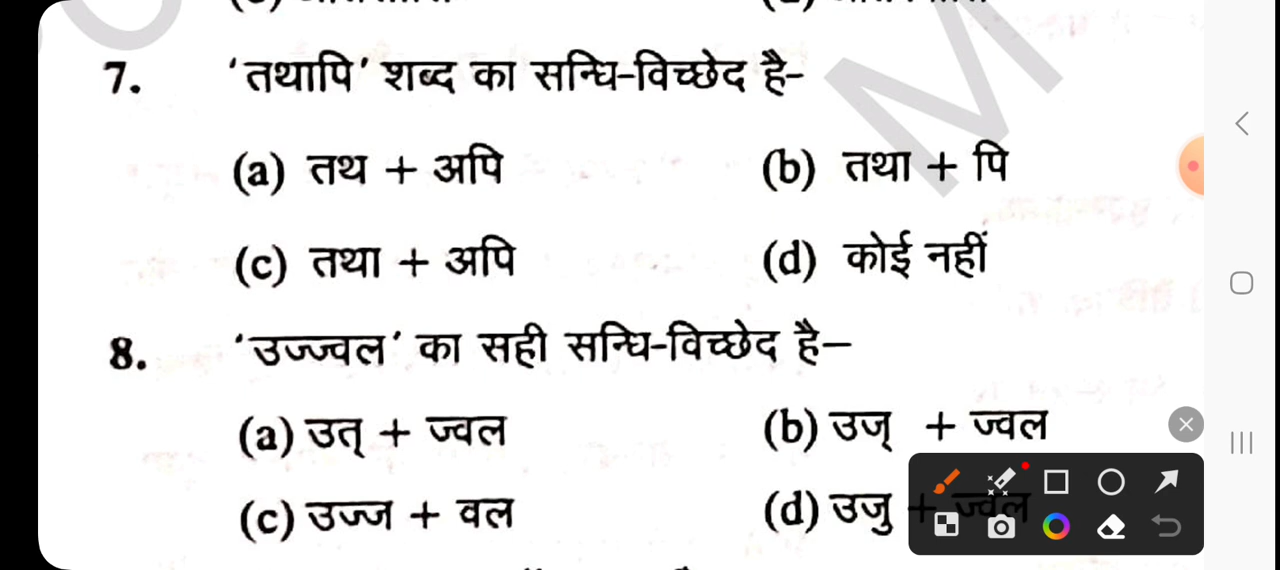 7. 'तथापि' शब्द का सन्धि-विच्छेद है-
(a) तथ + अपि (b) तथा + पि
(c) तथा + अपि (d) कोई नहीं
8. 'उज्ज्वल' का सही सन्धि-विच्छेद है–
(a) उत् + ज्वल (b) उज् + ज्वल
(c) उज्ज + वल (d) उजु + ज्वल